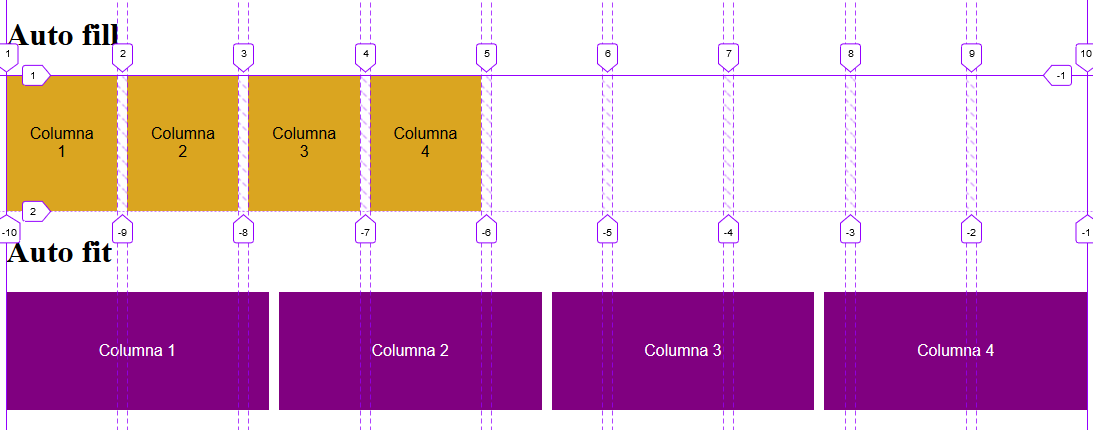 Auto fill
1 2 3 4 5 6 7 8 9 10
1 -1
Columna Columna Columna Columna
1 2 3 4
2
-10 -9 -8 -7 -6 -5 -4 -3 -2 -1
Auto fit
Columna 1 Columna 2 Columna 3 Columna 4